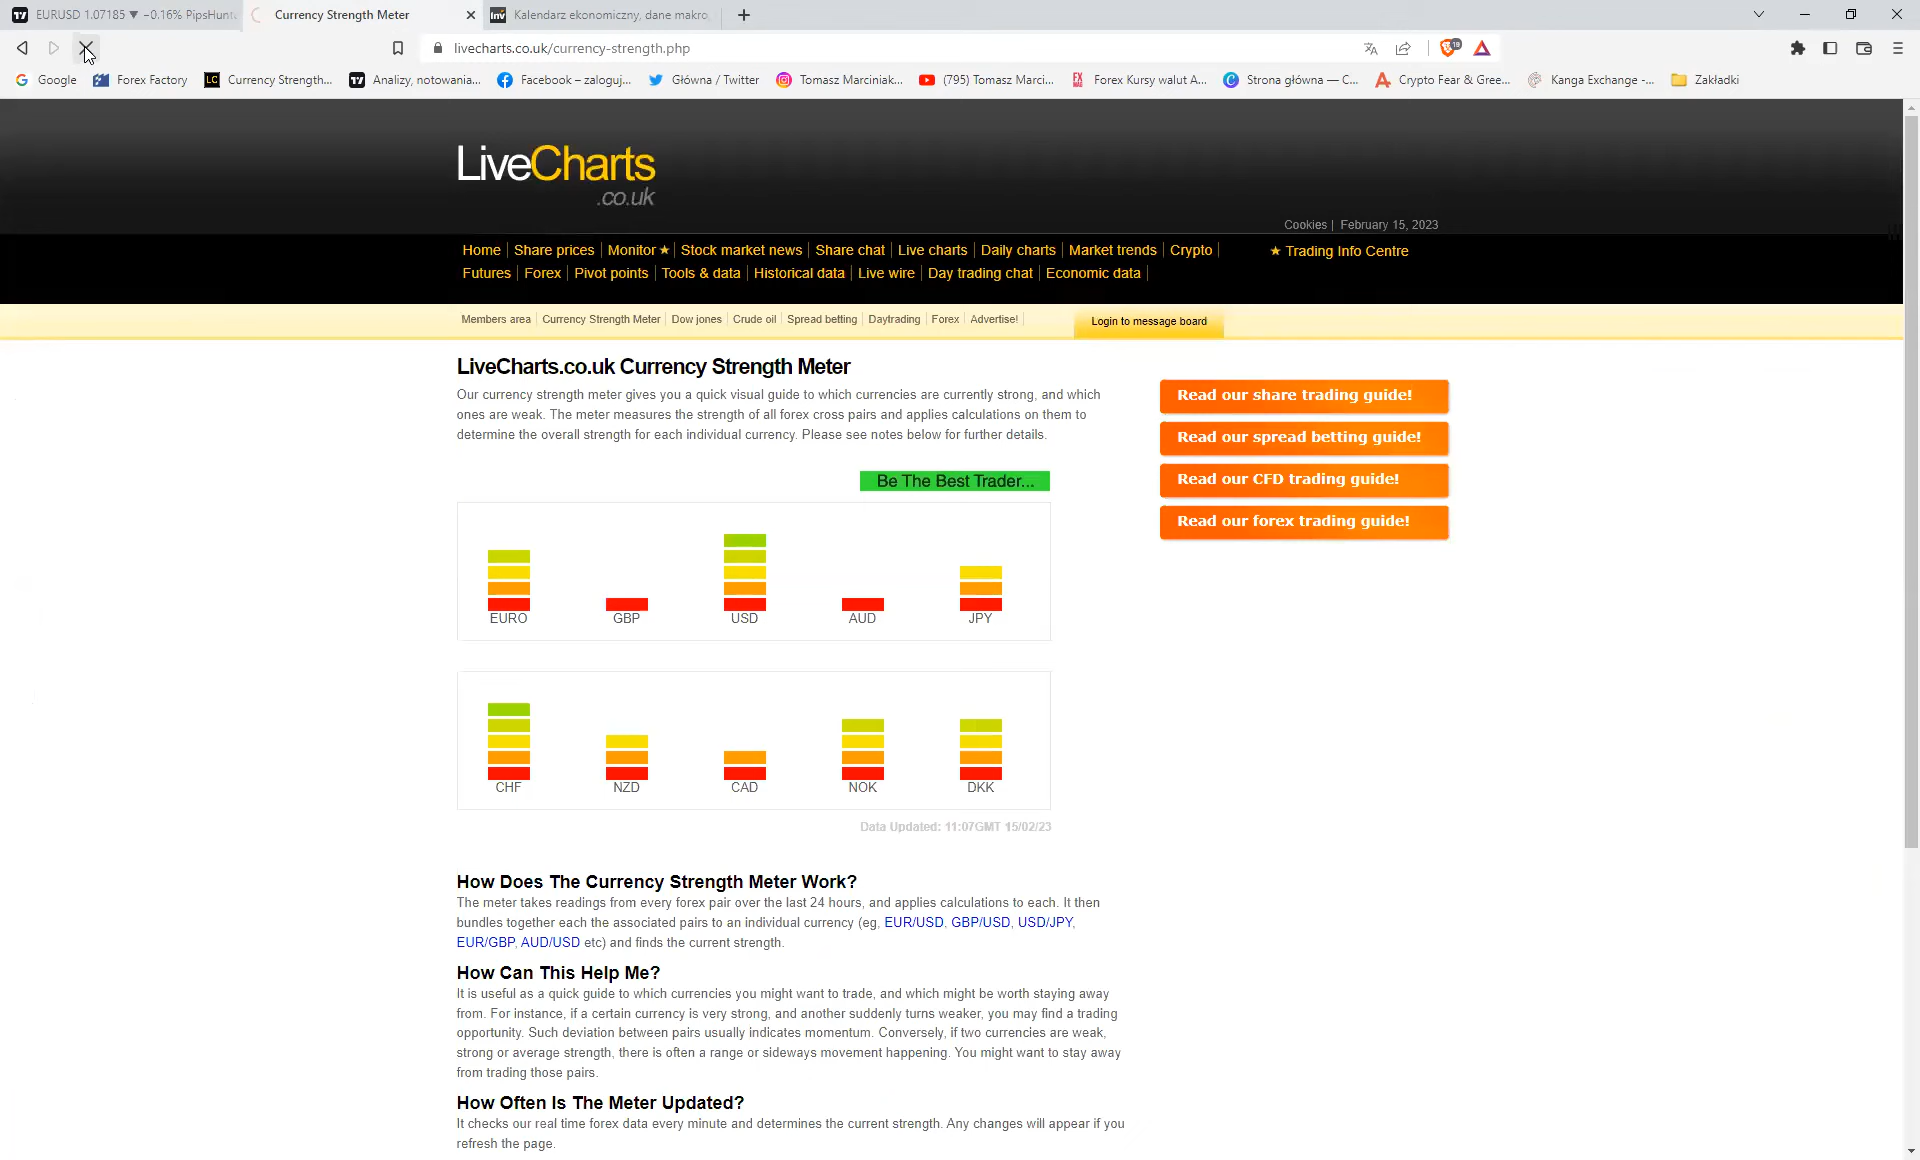 EURUSD 1.07185 ▼ −0.16% PipsHunt
Currency Strength Meter
Kalendarz ekonomiczny, dane makro
livecharts.co.uk/currency-strength.php
19
Google
Forex Factory
Currency Strength...
Analizy, notowania...
Facebook – zaloguj...
Główna / Twitter
Tomasz Marciniak...
(795) Tomasz Marci...
Forex Kursy walut A...
Strona główna — C...
Crypto Fear & Gree...
Kanga Exchange -...
Zakładki
LiveCharts
.co.uk
Cookies | February 15, 2023
Home | Share prices | Monitor ★ | Stock market news | Share chat | Live charts | Daily charts | Market trends | Crypto |
★ Trading Info Centre
Futures | Forex | Pivot points | Tools & data | Historical data | Live wire | Day trading chat | Economic data |
Members area | Currency Strength Meter | Dow jones | Crude oil | Spread betting | Daytrading | Forex | Advertise! |
Login to message board
LiveCharts.co.uk Currency Strength Meter
Our currency strength meter gives you a quick visual guide to which currencies are currently strong, and which
ones are weak. The meter measures the strength of all forex cross pairs and applies calculations on them to
determine the overall strength for each individual currency. Please see notes below for further details.
Read our share trading guide!
Read our spread betting guide!
Read our CFD trading guide!
Read our forex trading guide!
Be The Best Trader...
EURO GBP USD AUD JPY
CHF NZD CAD NOK DKK
Data Updated: 11:07GMT 15/02/23
How Does The Currency Strength Meter Work?
The meter takes readings from every forex pair over the last 24 hours, and applies calculations to each. It then
bundles together each the associated pairs to an individual currency (eg, EUR/USD, GBP/USD, USD/JPY,
EUR/GBP, AUD/USD etc) and finds the current strength.
How Can This Help Me?
It is useful as a quick guide to which currencies you might want to trade, and which might be worth staying away
from. For instance, if a certain currency is very strong, and another suddenly turns weaker, you may find a trading
opportunity. Such deviation between pairs usually indicates momentum. Conversely, if two currencies are weak,
strong or average strength, there is often a range or sideways movement happening. You might want to stay away
from trading those pairs.
How Often Is The Meter Updated?
It checks our real time forex data every minute and determines the current strength. Any changes will appear if you
refresh the page.